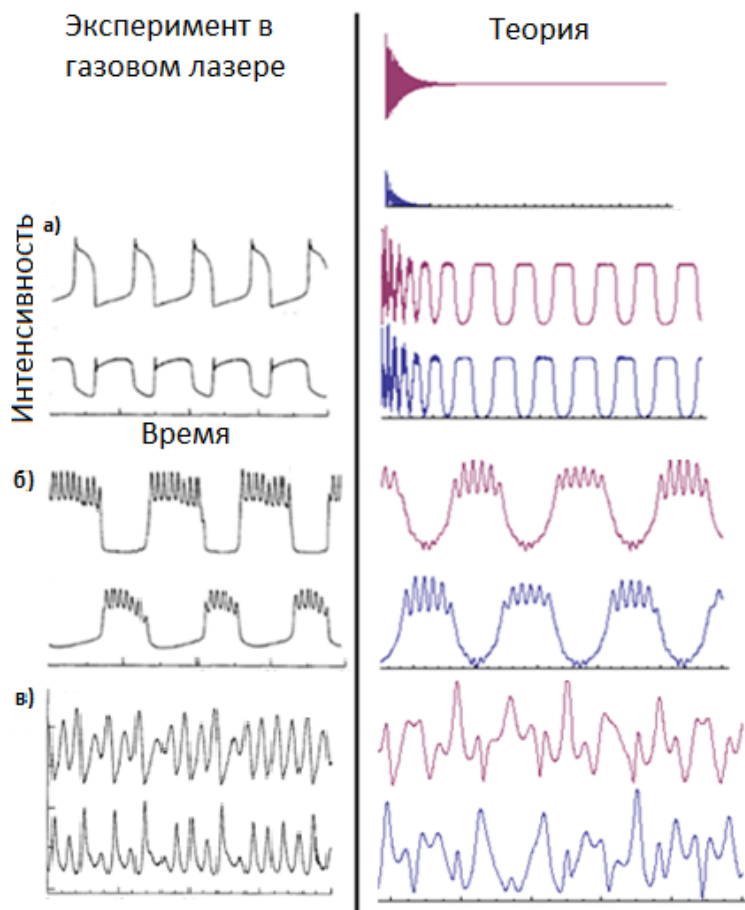 Эксперимент в
газовом лазере
Теория
а)
Интенсивность
Время
б)
в)